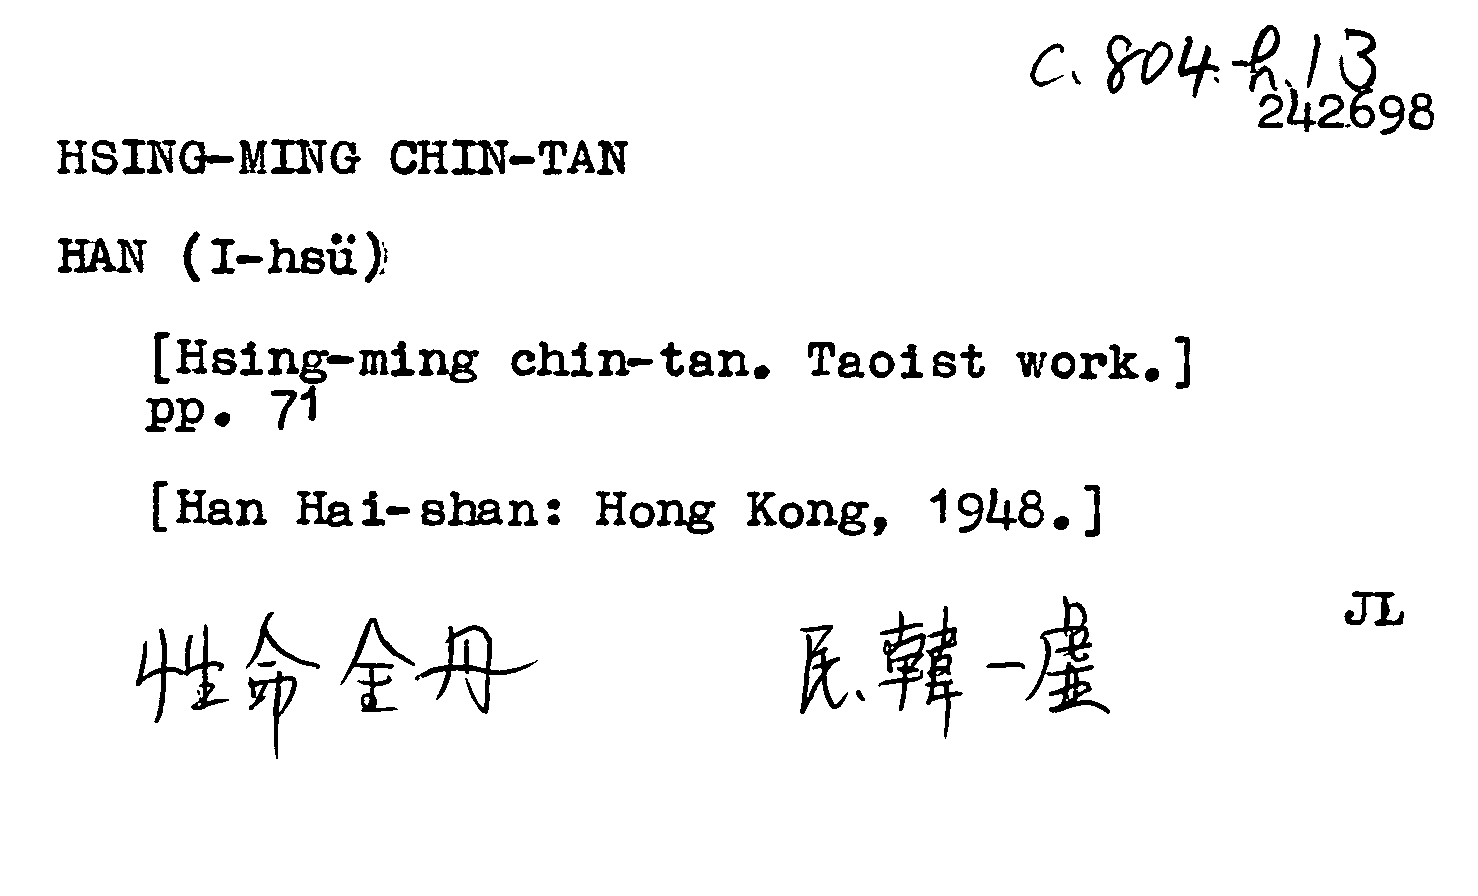 C. 804. h. 13
242698
HSING-MING CHIN-TAN
HAN (I-hsü)
[Hsing-ming chin-tan. Taoist work.]
pp. 71
[Han Hai-shan: Hong Kong, 1948.]
JL
性命金丹 民、韓一虛